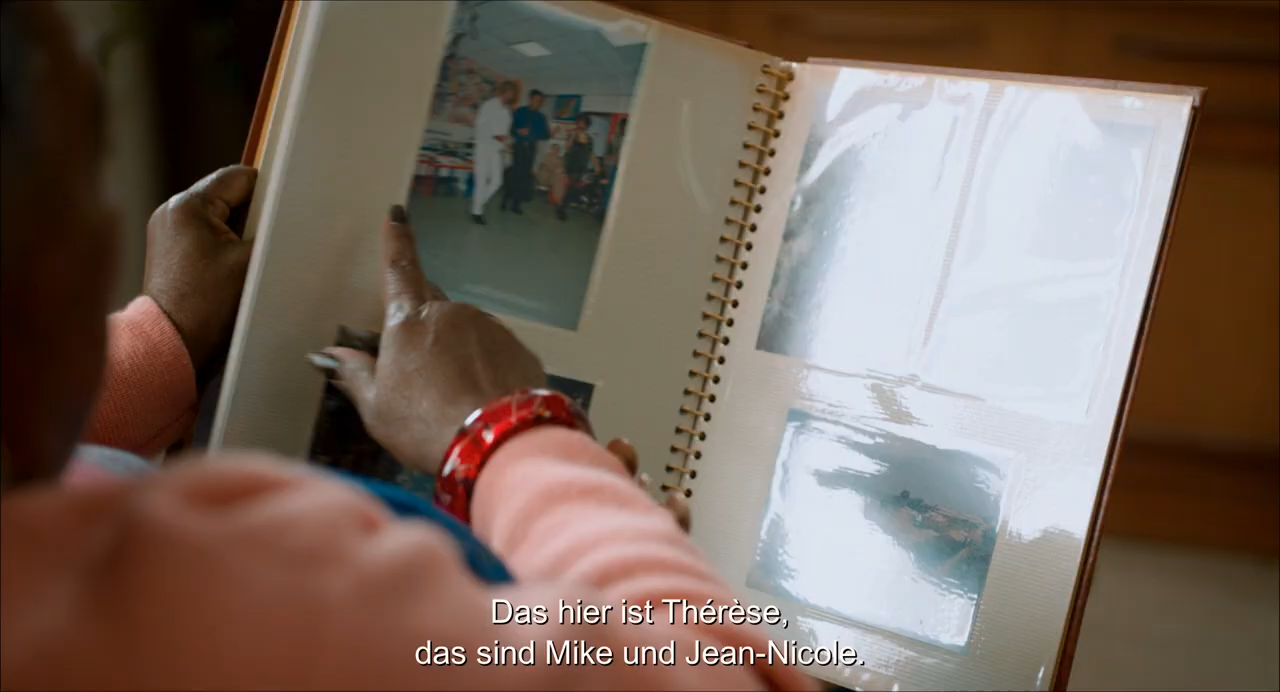 Das hier ist Thérèse,
das sind Mike und Jean-Nicole.